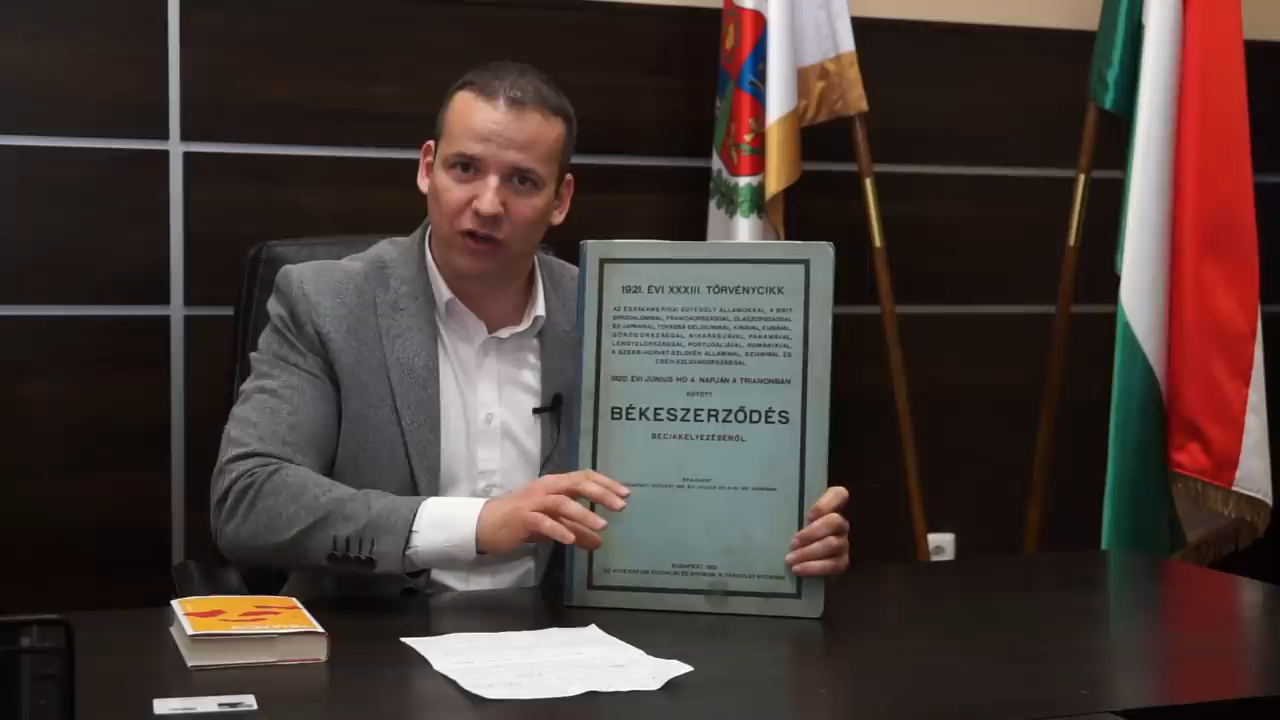 1921. ÉVI XXXIII. TÖRVÉNYCIKK
AZ ÉSZAKAMERIKAI EGYESÜLT ÁLLAMOKKAL, A BRIT
BIRODALOMMAL, FRANCIAORSZÁGGAL, OLASZORSZÁGGAL
ÉS JAPÁNNAL, TOVÁBBÁ BELGIUMMAL, KINÁVAL, KUBÁVAL,
GÖRÖGORSZÁGGAL, NIKARAGUÁVAL, PANAMÁVAL,
LENGYELORSZÁGGAL, PORTUGÁLIÁVAL, ROMÁNIÁVAL,
A SZERB-HORVÁT-SZLOVÉN ÁLLAMMAL, SZIÁMMAL ÉS
CSEH-SZLOVÁKORSZÁGGAL
1920. ÉVI JUNIUS HÓ 4. NAPJÁN A TRIANONBAN
KÖTÖTT
BÉKESZERZŐDÉS
BECIKKELYEZÉSÉRŐL
BUDAPEST,